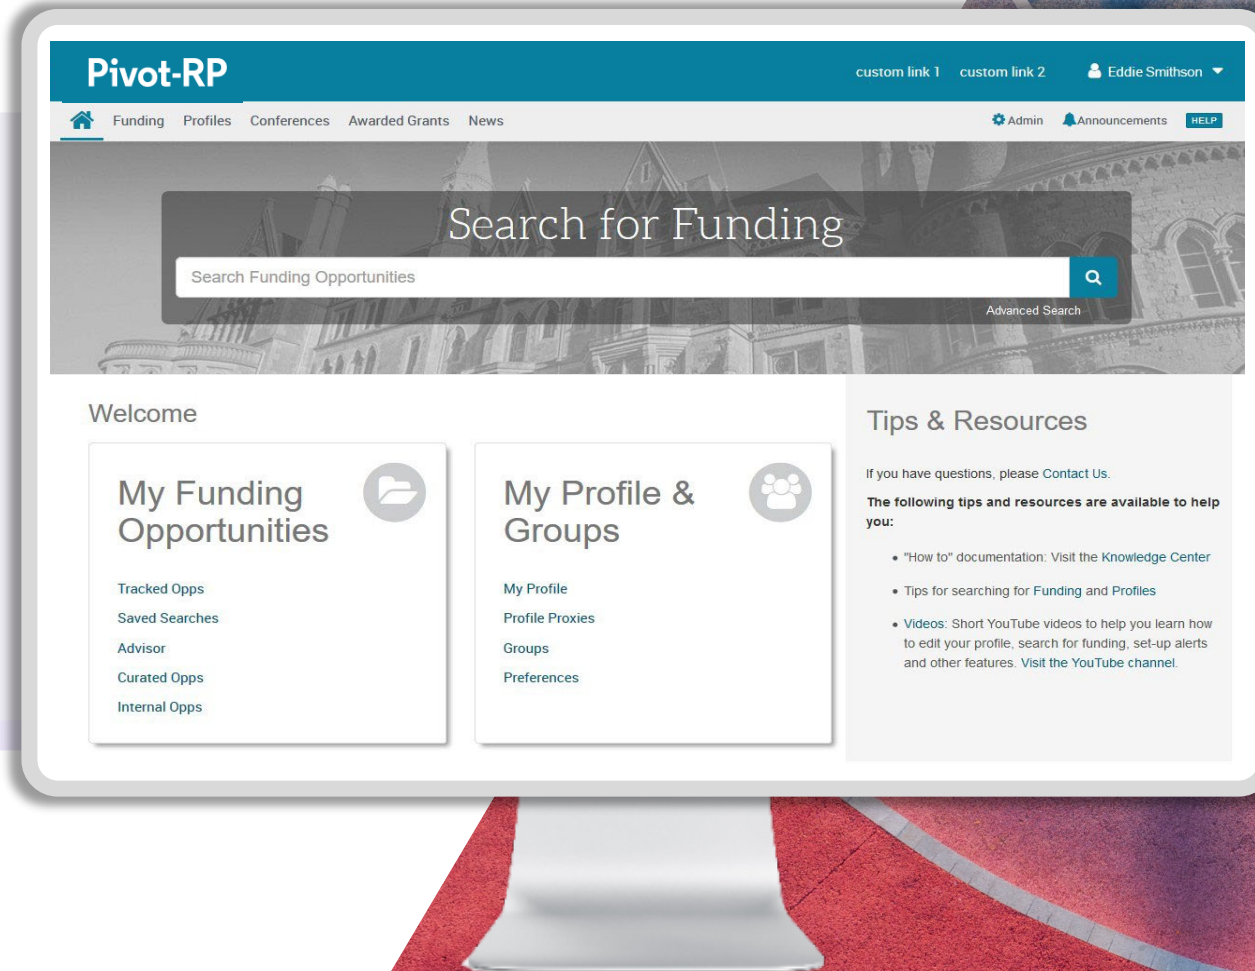 Pivot-RP
custom link 1 custom link 2 Eddie Smithson
Funding Profiles Conferences Awarded Grants News
Admin Announcements HELP
Search for Funding
Search Funding Opportunities
Advanced Search
Welcome
My Funding
Opportunities
Tracked Opps
Saved Searches
Advisor
Curated Opps
Internal Opps
My Profile &
Groups
My Profile
Profile Proxies
Groups
Preferences
Tips & Resources
If you have questions, please Contact Us.
The following tips and resources are available to help
you:
• "How to" documentation: Visit the Knowledge Center
• Tips for searching for Funding and Profiles
• Videos: Short YouTube videos to help you learn how
to edit your profile, search for funding, set-up alerts
and other features. Visit the YouTube channel.